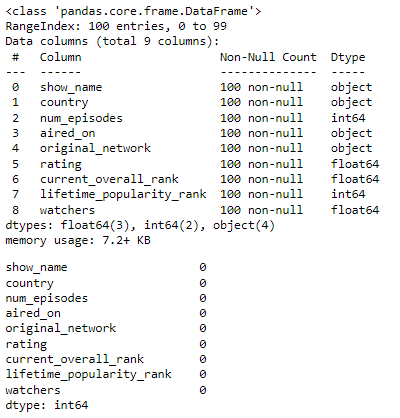 <class 'pandas.core.frame.DataFrame'>
RangeIndex: 100 entries, 0 to 99
Data columns (total 9 columns):
 #   Column                    Non-Null Count  Dtype
---  ------                    --------------  -----
 0   show_name                 100 non-null    object
 1   country                   100 non-null    object
 2   num_episodes              100 non-null    int64
 3   aired_on                  100 non-null    object
 4   original_network          100 non-null    object
 5   rating                    100 non-null    float64
 6   current_overall_rank      100 non-null    float64
 7   lifetime_popularity_rank  100 non-null    int64
 8   watchers                  100 non-null    float64
dtypes: float64(3), int64(2), object(4)
memory usage: 7.2+ KB
show_name                   0
country                     0
num_episodes                0
aired_on                    0
original_network            0
rating                      0
current_overall_rank        0
lifetime_popularity_rank    0
watchers                    0
dtype: int64